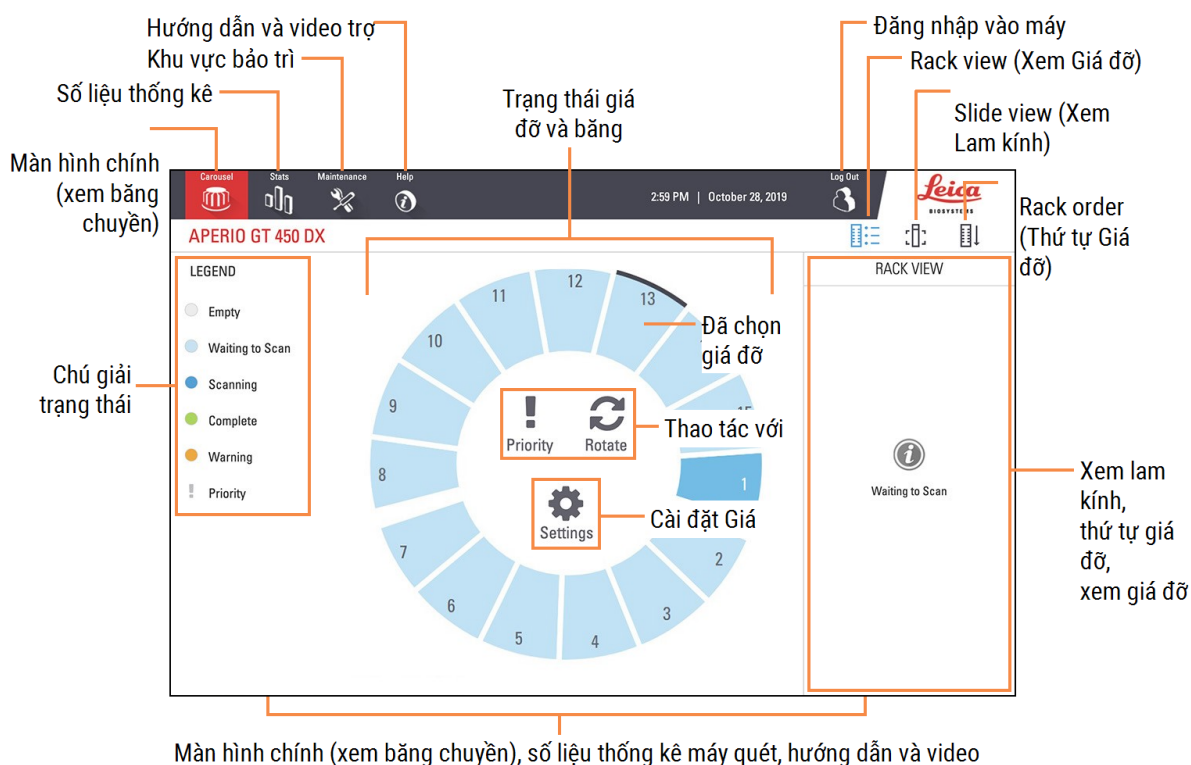 Hướng dẫn và video trợ
Khu vực bảo trì
Số liệu thống kê
Màn hình chính
(xem băng
chuyền)
Trạng thái giá
đỡ và băng
Đăng nhập vào máy
Rack view (Xem Giá đỡ)
Slide view (Xem
Lam kính)
Rack order
(Thứ tự Giá
đỡ)
Carousel
Stats
Maintenance
Help
2:59 PM | October 28, 2019
Log Out
Leica
BIOSYSTEMS
APERIO GT 450 DX
LEGEND
Empty
Waiting to Scan
Scanning
Complete
Warning
! Priority
Chú giải
trạng thái
12
11
13
10
9
8
7
6
5
4
3
2
1
15
Đã chọn
giá đỡ
! Priority
Rotate
Thao tác với
Settings
Cài đặt Giá
RACK VIEW
i
Waiting to Scan
Xem lam
kính,
thứ tự giá
đỡ,
xem giá đỡ
Màn hình chính (xem băng chuyền), số liệu thống kê máy quét, hướng dẫn và video